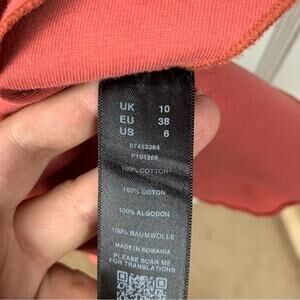 UK 10
EU 38
US 6
07453384
P101269
100% COTTON
100% COTON
100% ALGODON
100% BAUMWOLLE
MADE IN ROMANIA
PLEASE SCAN ME
FOR TRANSLATIONS